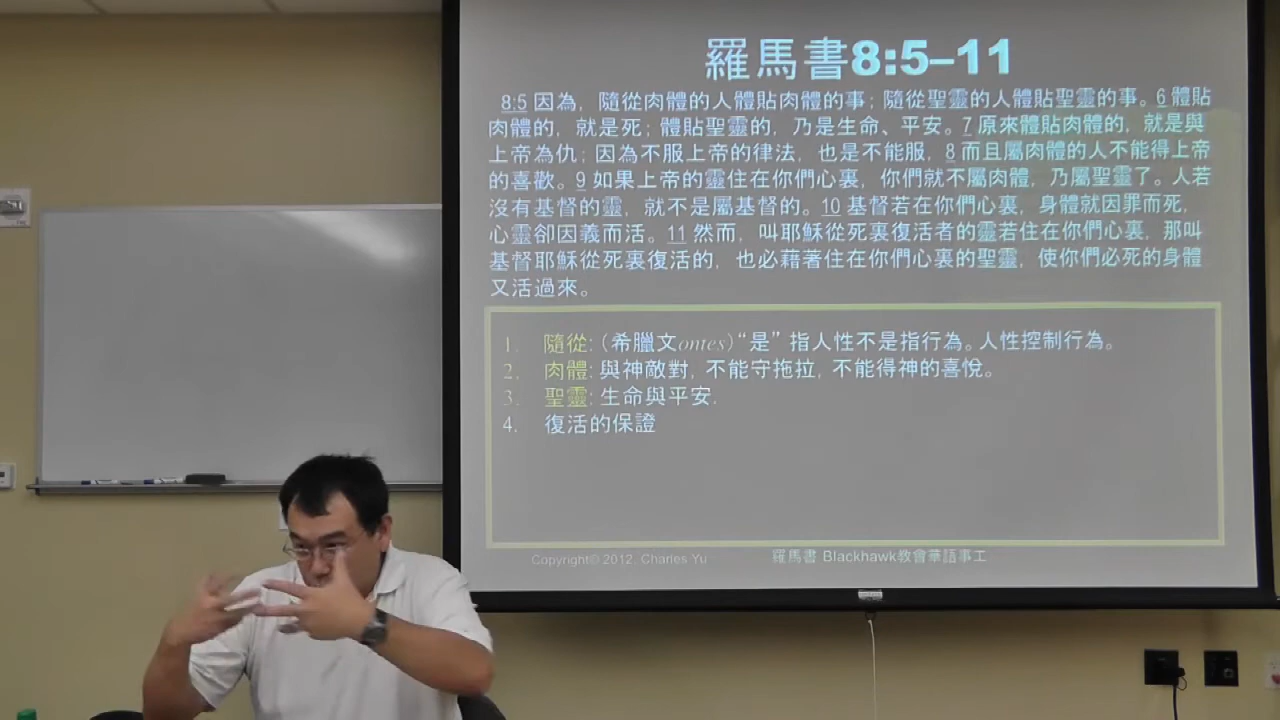 羅馬書8:5–11
8:5 因為，隨從肉體的人體貼肉體的事；隨從聖靈的人體貼聖靈的事。6 體貼
肉體的，就是死；體貼聖靈的，乃是生命、平安。7 原來體貼肉體的，就是與
上帝為仇；因為不服上帝的律法，也是不能服，8 而且屬肉體的人不能得上帝
的喜歡。9 如果上帝的靈住在你們心裏，你們就不屬肉體，乃屬聖靈了。人若
沒有基督的靈，就不是屬基督的。10 基督若在你們心裏，身體就因罪而死，
心靈卻因義而活。11 然而，叫耶穌從死裏復活者的靈若住在你們心裏，那叫
基督耶穌從死裏復活的，也必藉著住在你們心裏的聖靈，使你們必死的身體
又活過來。
1. 隨從: (希臘文ontes)“是” 指人性不是指行為。人性控制行為。
2. 肉體: 與神敵對，不能守拖拉，不能得神的喜悅。
3. 聖靈: 生命與平安.
4. 復活的保證
Copyright© 2012, Charles Yu 羅馬書 Blackhawk教會華語事工